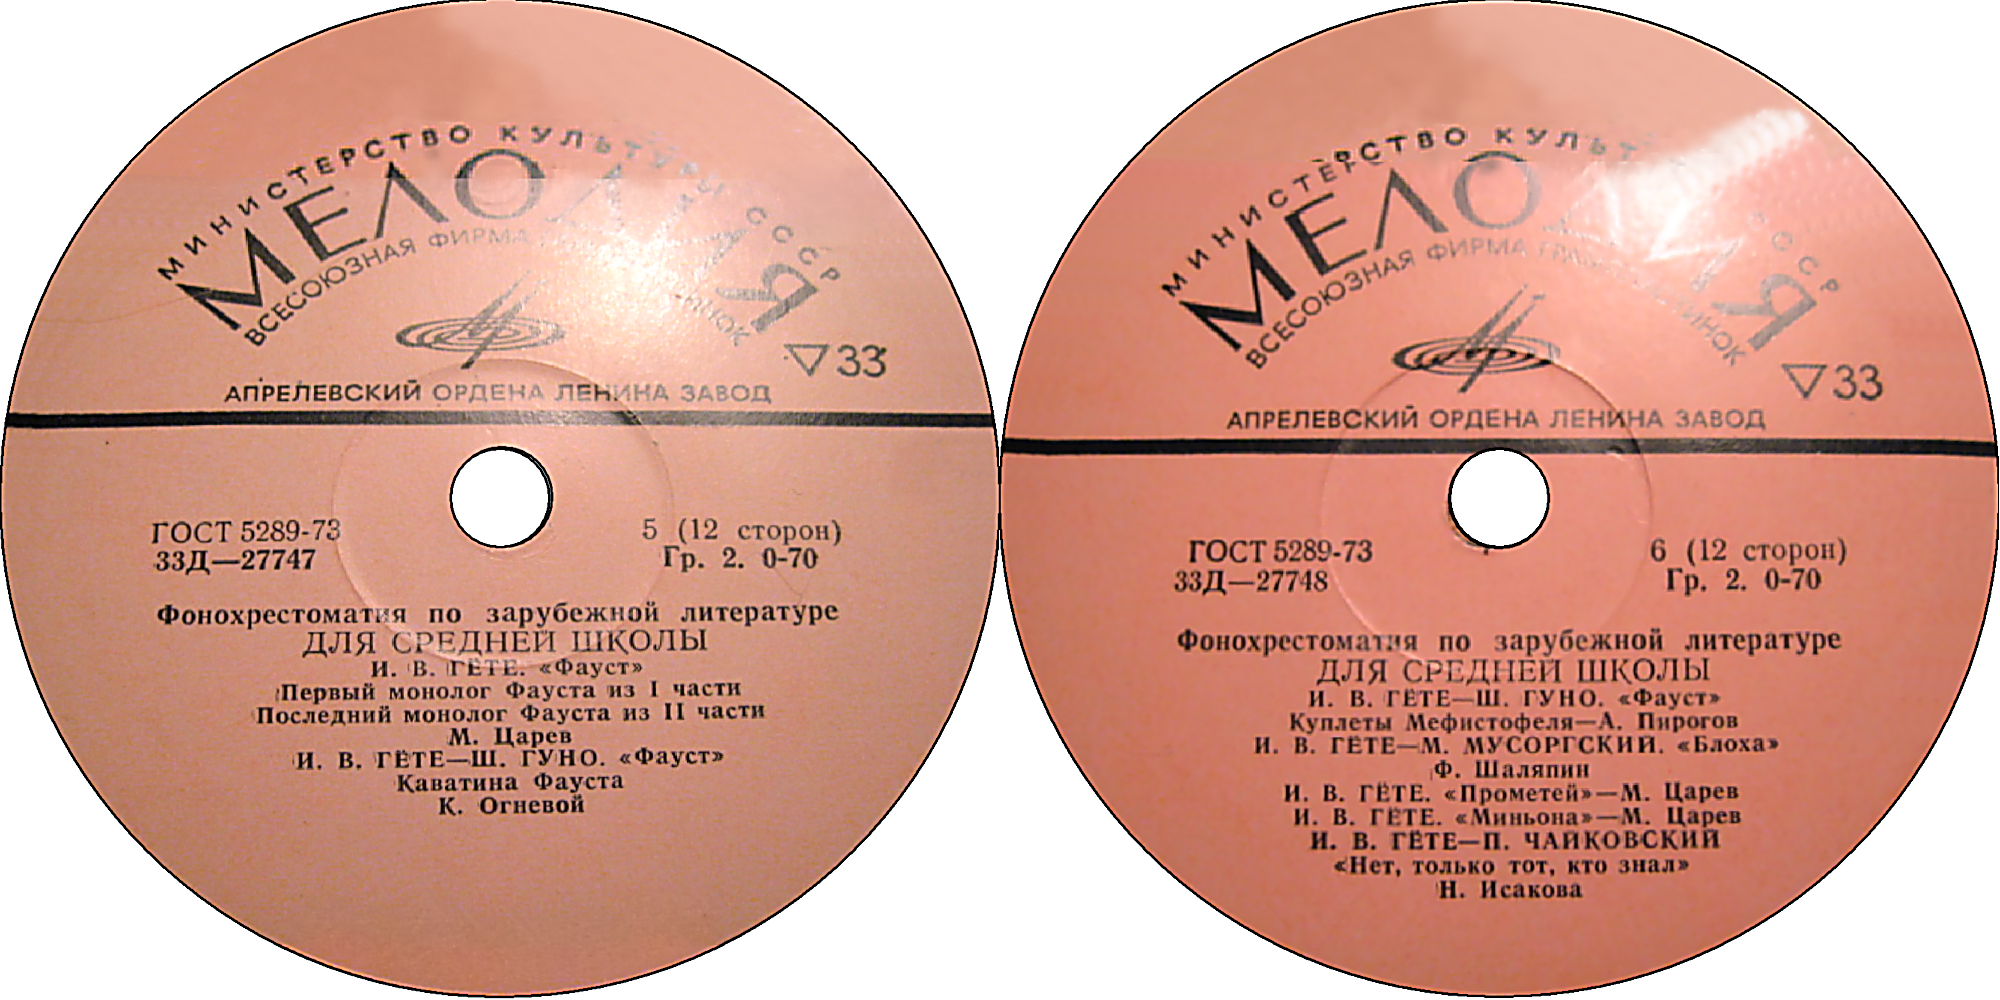 МИНИСТЕРСТВО КУЛЬТУРЫ СССР
МЕЛОДИЯ
ВСЕСОЮЗНАЯ ФИРМА
▽33
АПРЕЛЕВСКИЙ ОРДЕНА ЛЕНИНА ЗАВОД
ГОСТ 5289-73
33Д—27747
5 (12 сторон)
Гр. 2. 0-70
Фонохрестоматия по зарубежной литературе
ДЛЯ СРЕДНЕЙ ШКОЛЫ
И. В. ГЁТЕ. «Фауст»
Первый монолог Фауста из I части
Последний монолог Фауста из II части
М. Царев
И. В. ГЁТЕ—Ш. ГУНО. «Фауст»
Каватина Фауста
К. Огневой
МИНИСТЕРСТВО КУЛЬТУРЫ СССР
МЕЛОДИЯ
ВСЕСОЮЗНАЯ ФИРМА ГРАМПЛАСТИНОК
▽33
АПРЕЛЕВСКИЙ ОРДЕНА ЛЕНИНА ЗАВОД
ГОСТ 5289-73
33Д—27748
6 (12 сторон)
Гр. 2. 0-70
Фонохрестоматия по зарубежной литературе
ДЛЯ СРЕДНЕЙ ШКОЛЫ
И. В. ГЁТЕ—Ш. ГУНО. «Фауст»
Куплеты Мефистофеля—А. Пирогов
И. В. ГЁТЕ—М. МУСОРГСКИЙ. «Блоха»
Ф. Шаляпин
И. В. ГЁТЕ. «Прометей»—М. Царев
И. В. ГЁТЕ. «Миньона»—М. Царев
И. В. ГЁТЕ—П. ЧАЙКОВСКИЙ
«Нет, только тот, кто знал»
Н. Исакова